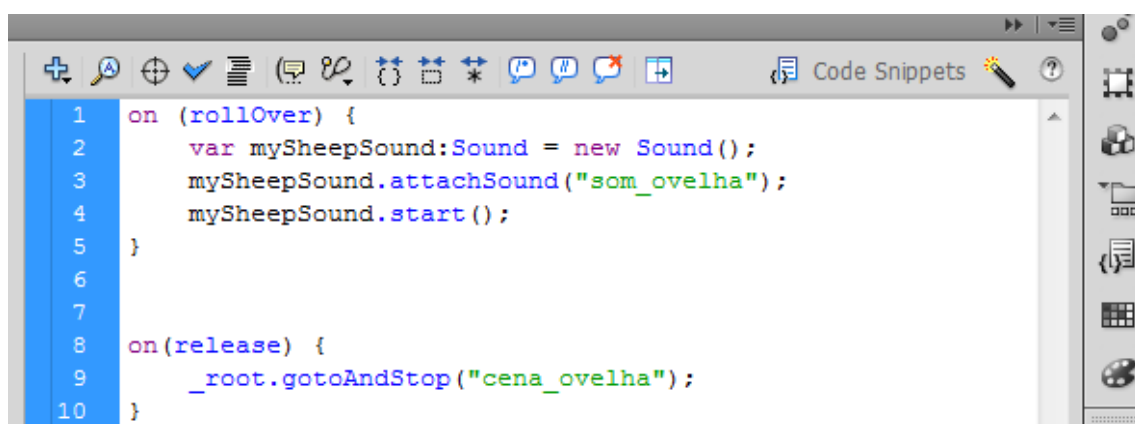 Code Snippets
1 on (rollOver) {
2     var mySheepSound:Sound = new Sound();
3     mySheepSound.attachSound("som_ovelha");
4     mySheepSound.start();
5 }
6
7
8 on(release) {
9     _root.gotoAndStop("cena_ovelha");
10 }